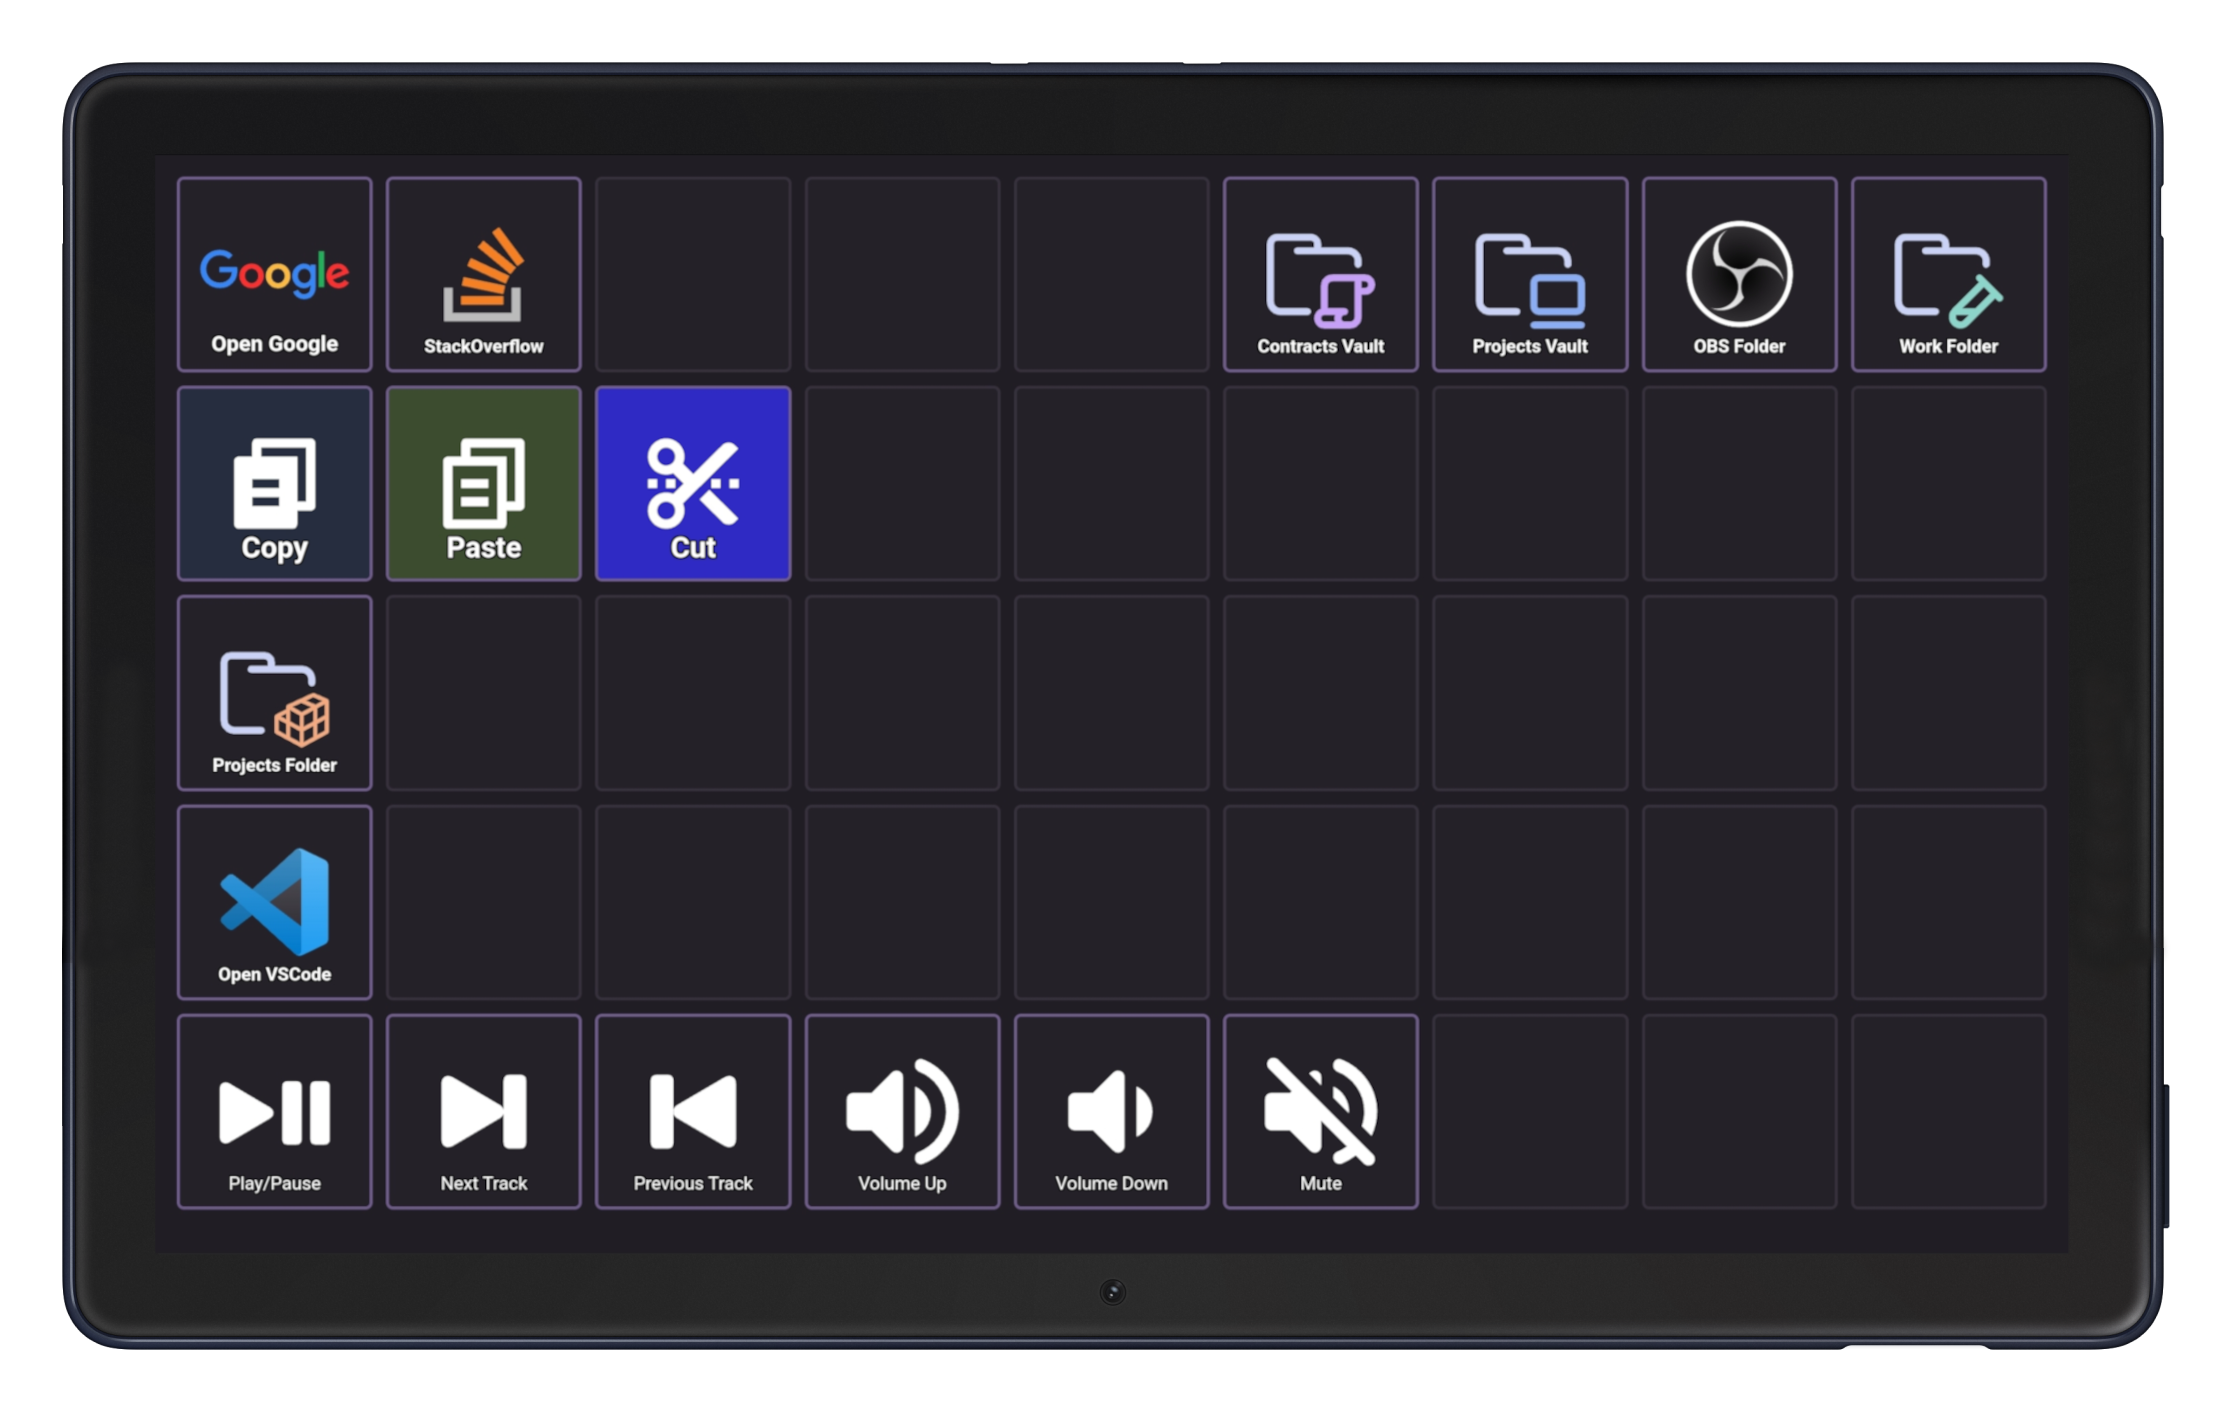 Google
Open Google
StackOverflow
Contracts Vault
Projects Vault
OBS Folder
Work Folder
Copy
Paste
Cut
Projects Folder
Open VSCode
Play/Pause
Next Track
Previous Track
Volume Up
Volume Down
Mute